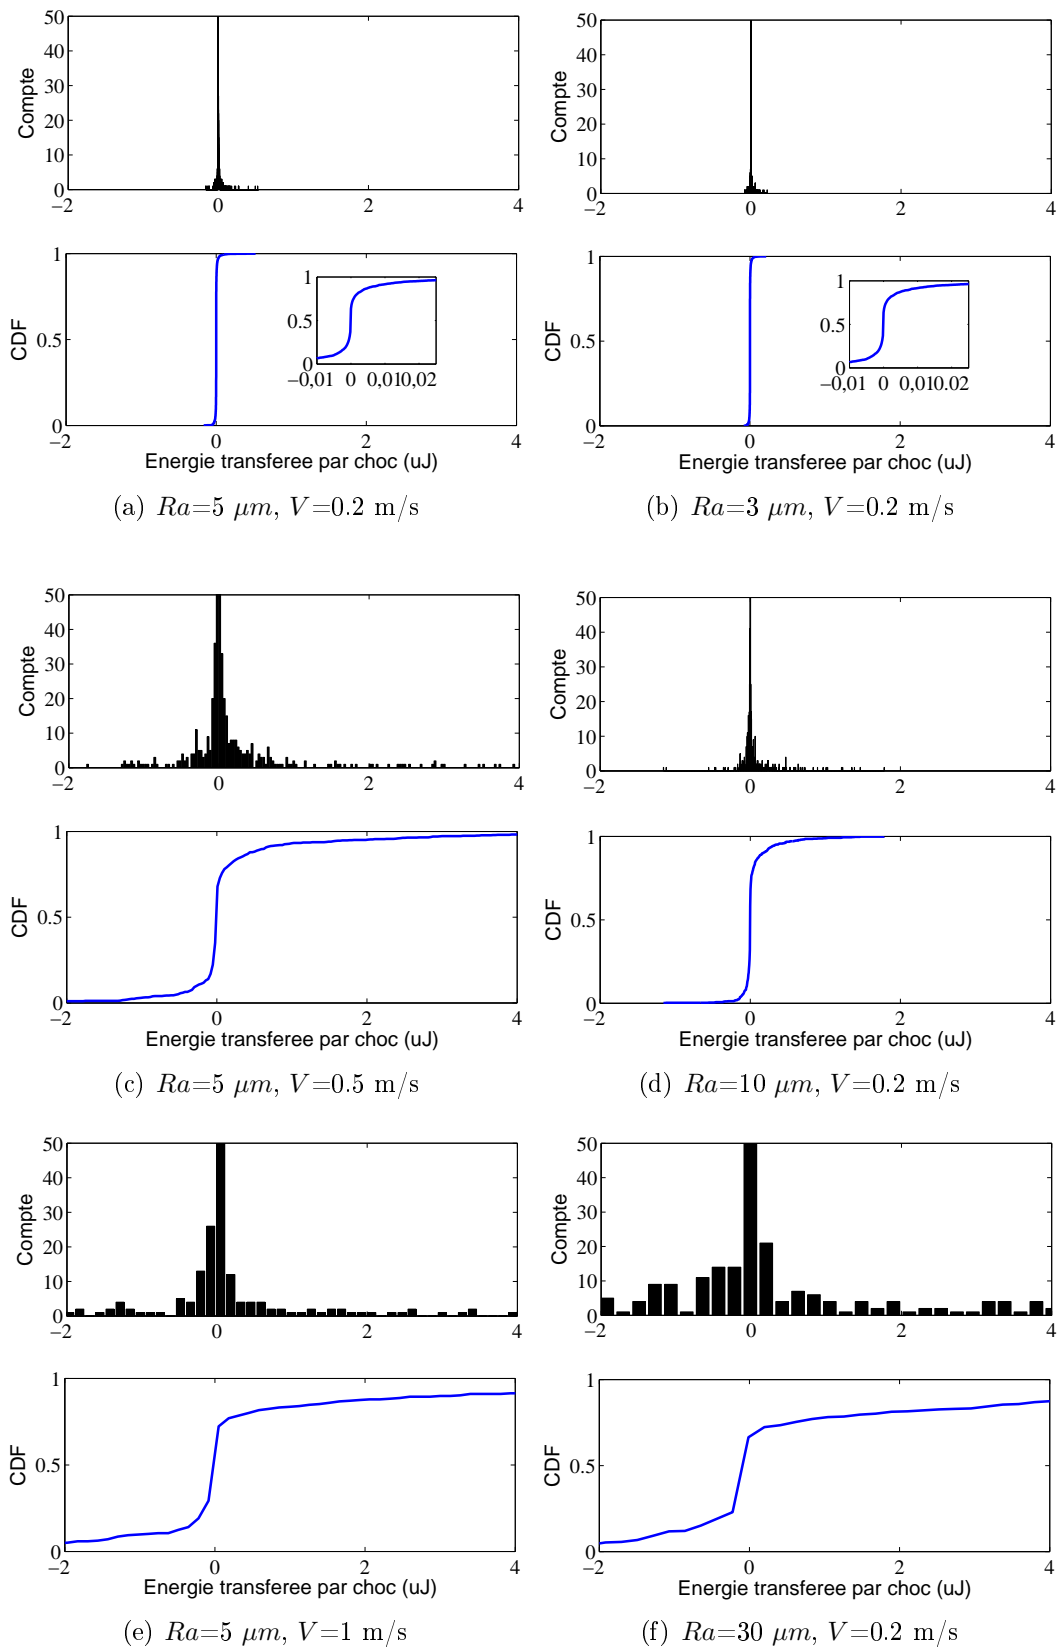 50
40
30
20
10
0
Compte
−2 0 2 4
1
0.5
0
CDF
1
0.5
0
−0,01 0 0,01 0,02
−2 0 2 4
Energie transferee par choc (uJ)
(a) Ra=5 μm, V=0.2 m/s
50
40
30
20
10
0
Compte
−2 0 2 4
1
0.5
0
CDF
1
0.5
0
−0,01 0 0,01 0,02
−2 0 2 4
Energie transferee par choc (uJ)
(b) Ra=3 μm, V=0.2 m/s
50
40
30
20
10
0
Compte
−2 0 2 4
1
0.5
0
CDF
−2 0 2 4
Energie transferee par choc (uJ)
(c) Ra=5 μm, V=0.5 m/s
50
40
30
20
10
0
Compte
−2 0 2 4
1
0.5
0
CDF
−2 0 2 4
Energie transferee par choc (uJ)
(d) Ra=10 μm, V=0.2 m/s
50
40
30
20
10
0
Compte
−2 0 2 4
1
0.5
0
CDF
−2 0 2 4
Energie transferee par choc (uJ)
(e) Ra=5 μm, V=1 m/s
50
40
30
20
10
0
Compte
−2 0 2 4
1
0.5
0
CDF
−2 0 2 4
Energie transferee par choc (uJ)
(f) Ra=30 μm, V=0.2 m/s